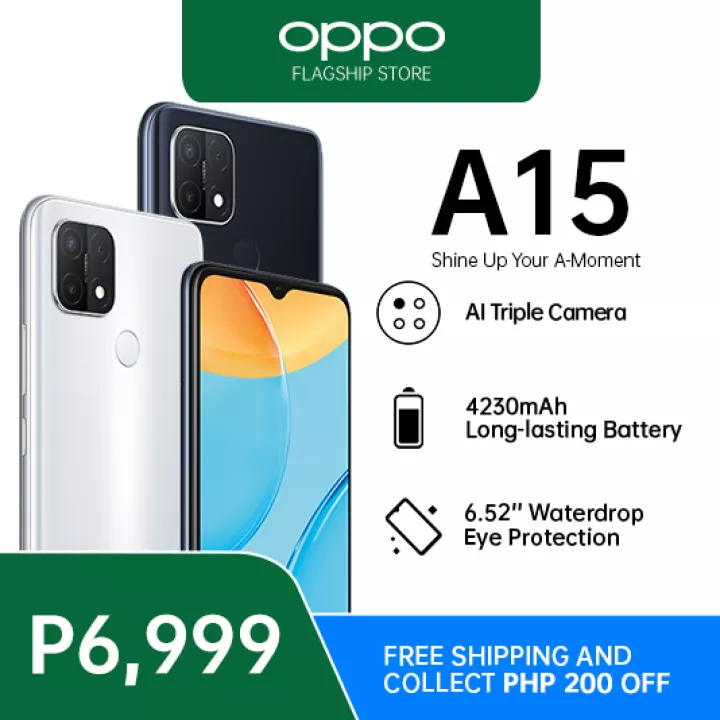 oppo
FLAGSHIP STORE
A15
Shine Up Your A-Moment
AI Triple Camera
4230mAh
Long-lasting Battery
6.52″ Waterdrop
Eye Protection
P6,999
FREE SHIPPING AND
COLLECT PHP 200 OFF